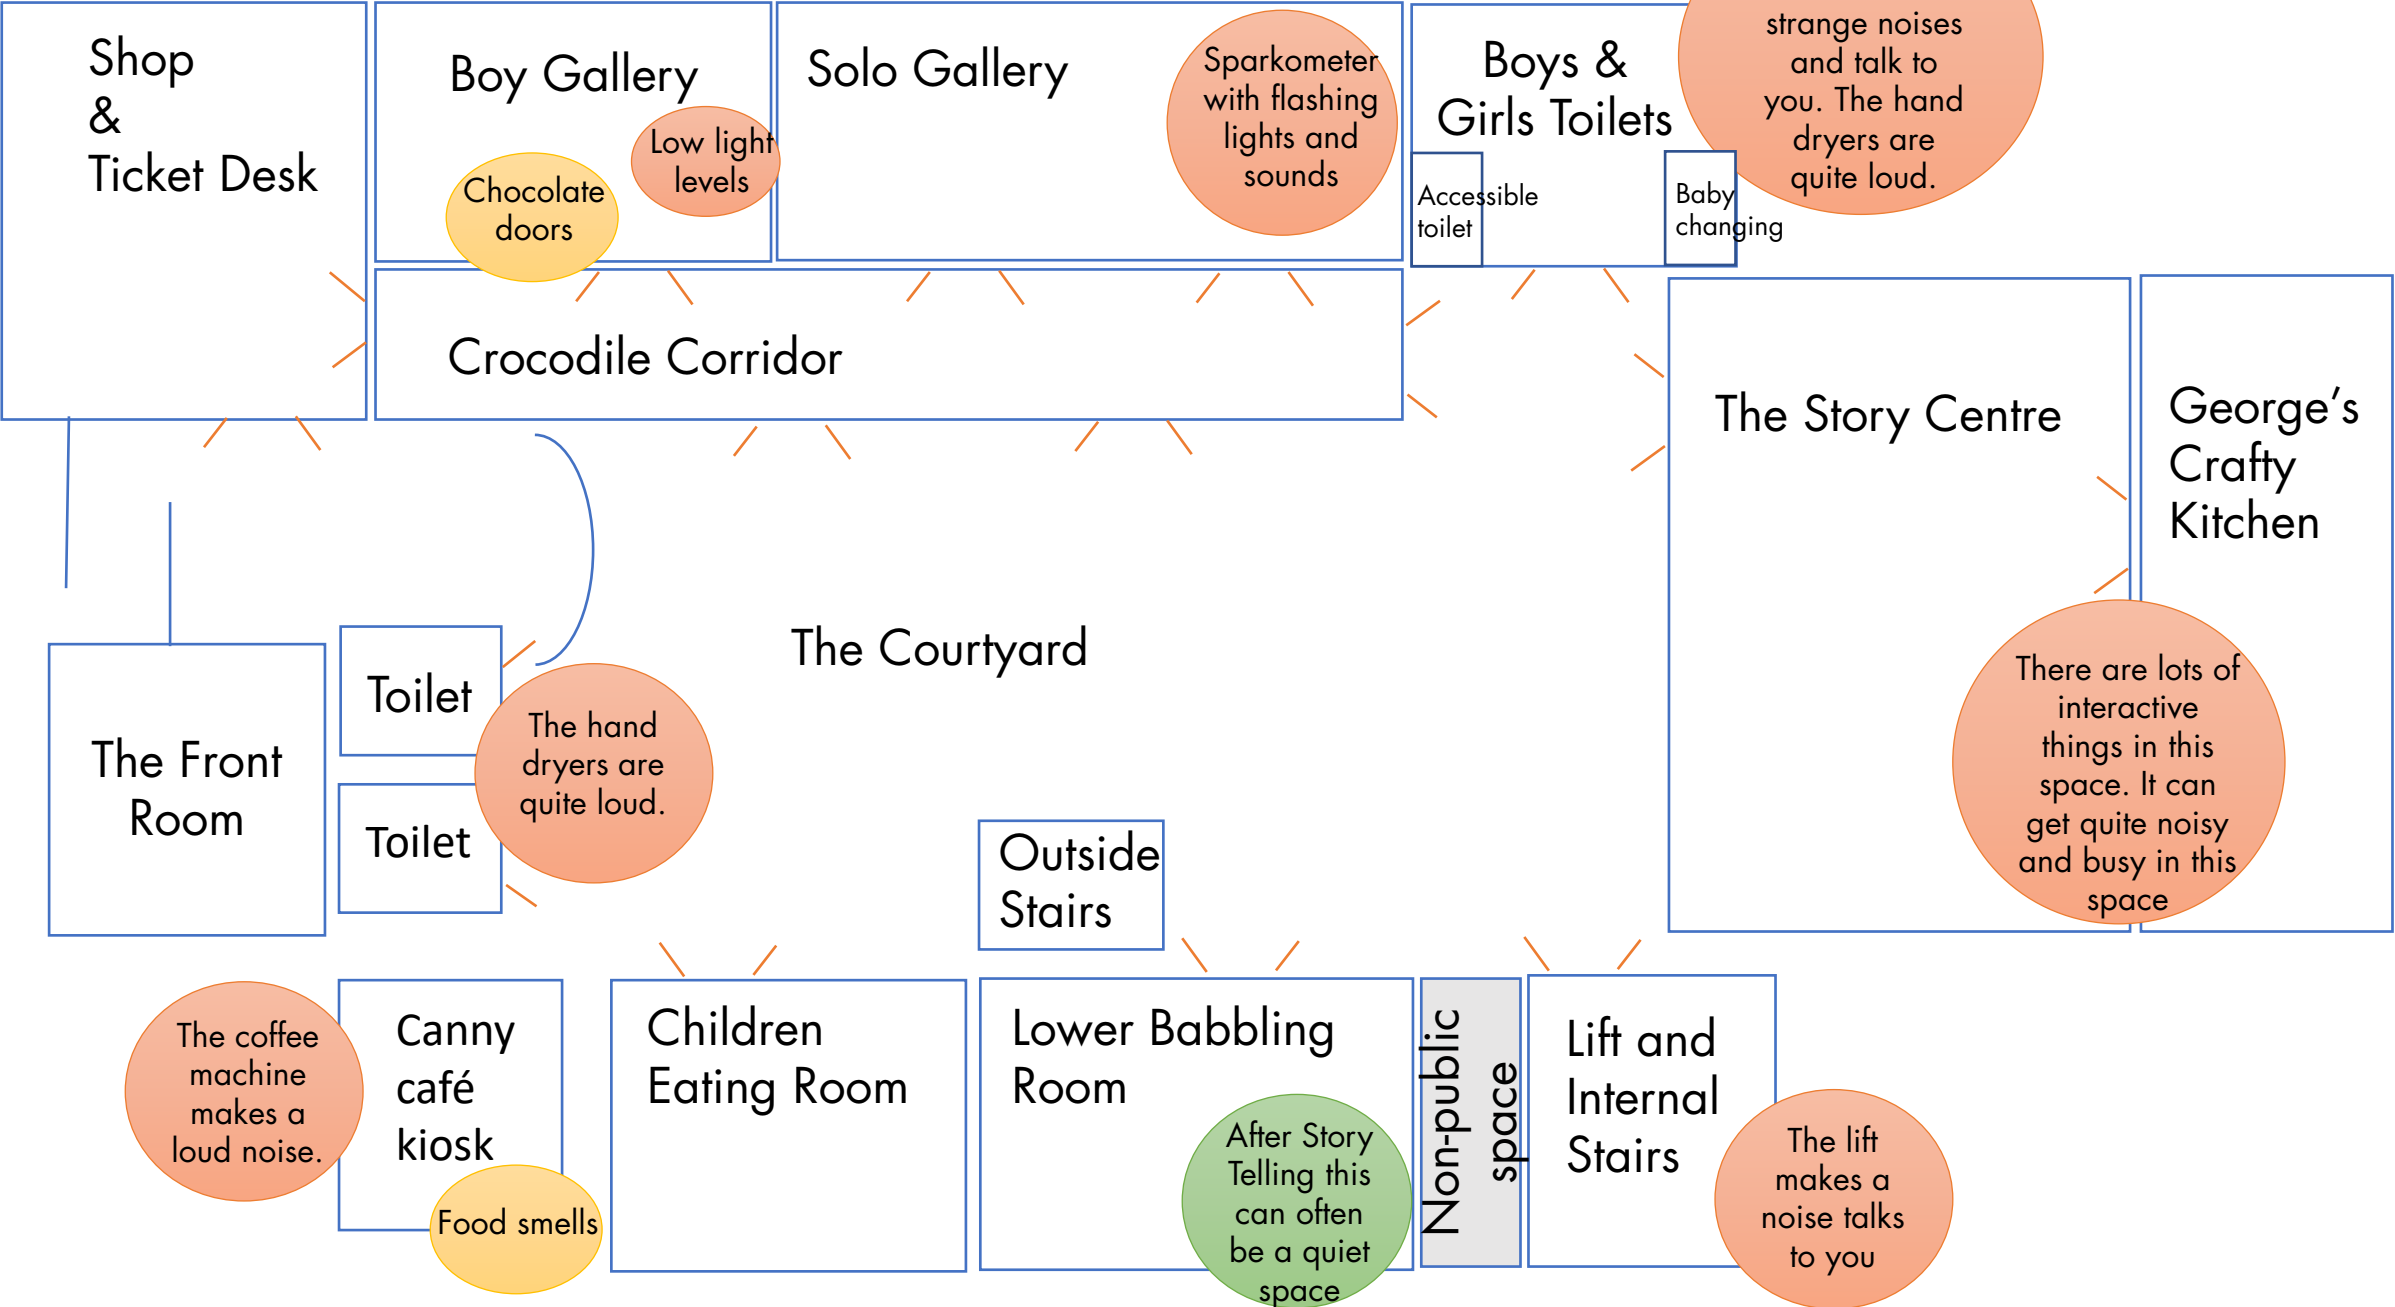 Shop
&
Ticket Desk
Boy Gallery
Low light
levels
Chocolate
doors
Solo Gallery
Sparkometer
with flashing
lights and
sounds
Boys &
Girls Toilets
Accessible
toilet
Baby
changing
strange noises
and talk to
you. The hand
dryers are
quite loud.
Crocodile Corridor
The Story Centre
George’s
Crafty
Kitchen
There are lots of
interactive
things in this
space. It can
get quite noisy
and busy in this
space
The Courtyard
The Front
Room
Toilet
Toilet
The hand
dryers are
quite loud.
Outside
Stairs
The coffee
machine
makes a
loud noise.
Canny
café
kiosk
Food smells
Children
Eating Room
Lower Babbling
Room
After Story
Telling this
can often
be a quiet
space
Non-public
space
Lift and
Internal
Stairs
The lift
makes a
noise talks
to you